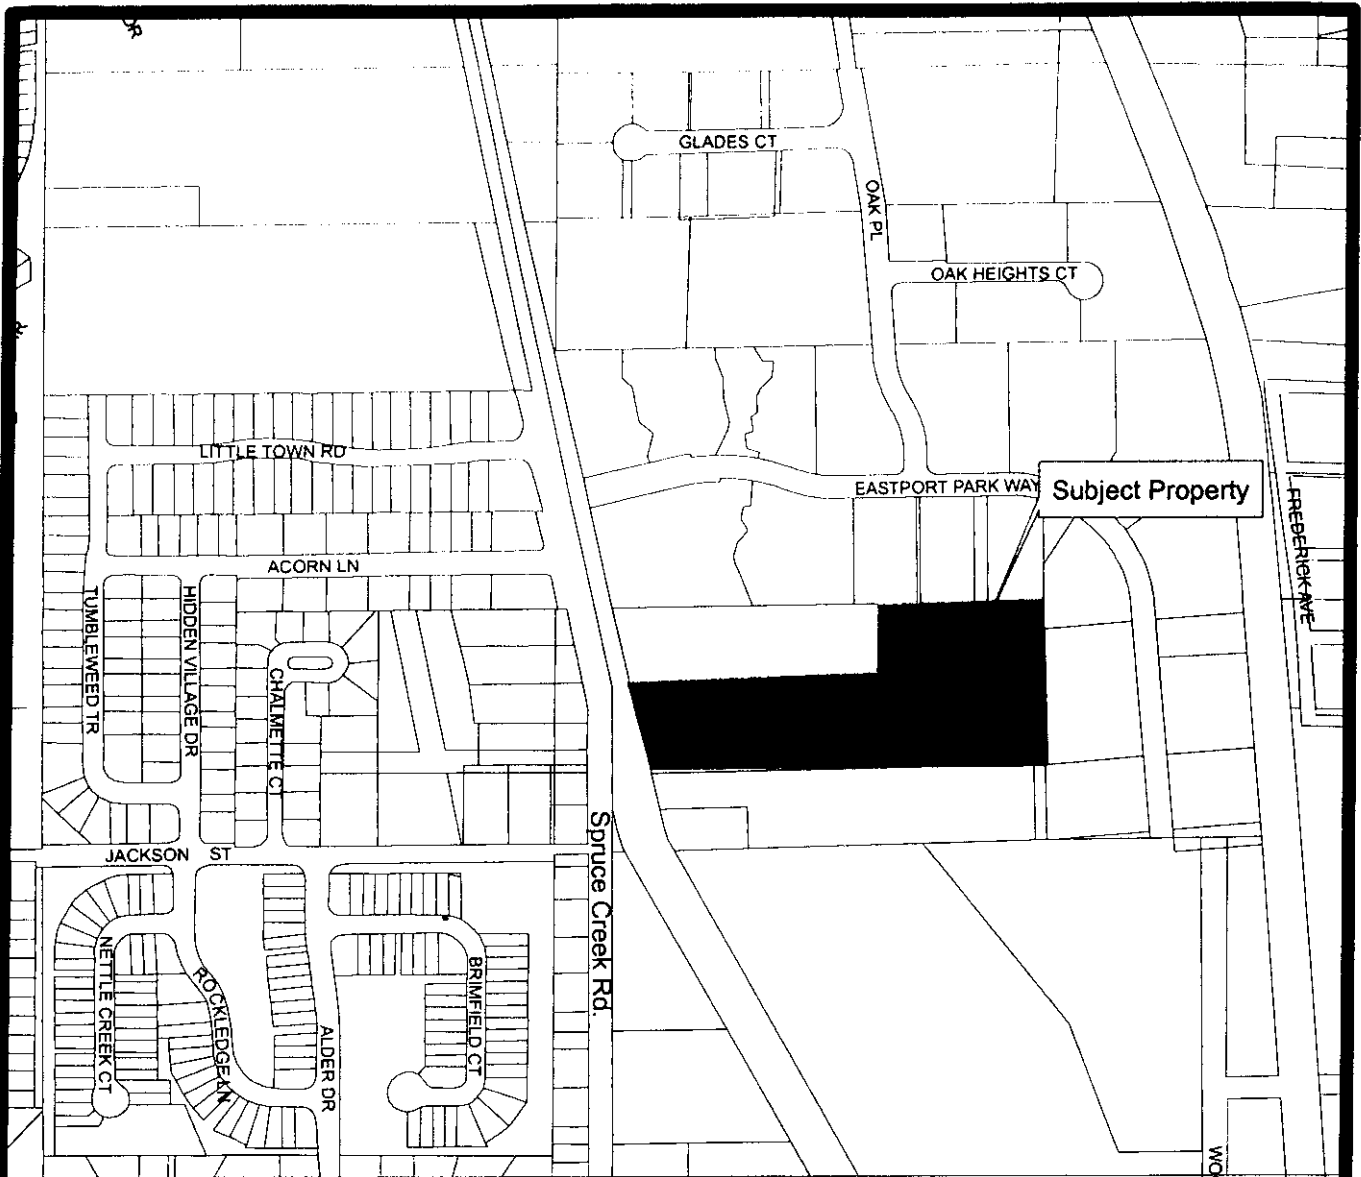 DR
GLADES CT
OAK PL
OAK HEIGHTS CT
LITTLE TOWN RD
EASTPORT PARK WAY
Subject Property
FREDERICK AVE
ACORN LN
TUMBLEWEED TR
HIDDEN VILLAGE DR
CHALMETTE CT
JACKSON ST
Spruce Creek Rd.
NETTLE CREEK CT
ROCKLEDGE LN
ALDER DR
BRIMFIELD CT
WO